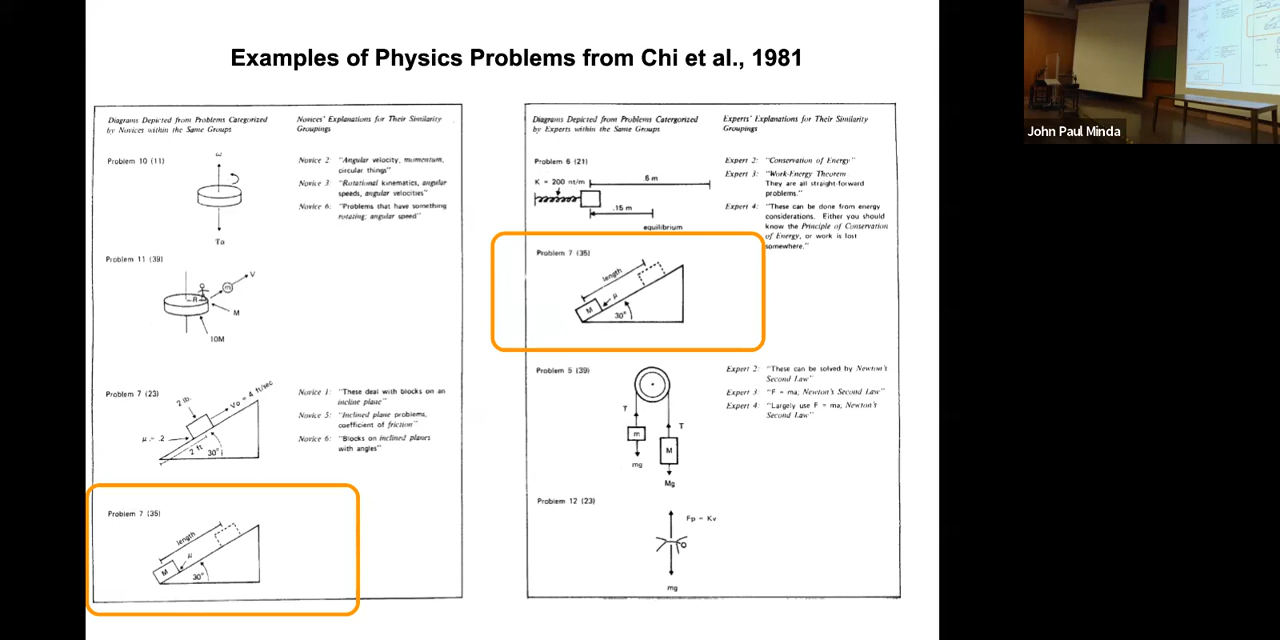 Examples of Physics Problems from Chi et al., 1981
John Paul Minda
Diagrams Depicted from Problems Categorized
by Novices within the Same Groups
Novices' Explanations for Their Similarity
Groupings
Problem 10 (11)
ω
Tα
Novice 2: "Angular velocity, momentum,
circular things"
Novice 3: "Rotational kinematics, angular
speeds, angular velocities"
Novice 6: "Problems that have something
rotating; angular speed"
Problem 11 (39)
V
m
R
M
10M
Problem 7 (23)
2 lb.
Vo = 4 ft/sec
μ = .2
2 ft
30°
Novice 1: "These deal with blocks on an
incline plane"
Novice 5: "Inclined plane problems,
coefficient of friction"
Novice 6: "Blocks on inclined planes
with angles"
Problem 7 (35)
length
M
μ
30°
Diagrams Depicted from Problems Catergorized
by Experts within the Same Groups
Experts' Explanations for Their Similarity
Groupings
Problem 6 (21)
K = 200 nt/m
.6 m
.15 m
equilibrium
Expert 2: "Conservation of Energy"
Expert 3: "Work-Energy Theorem
They are all straight-forward
problems."
Expert 4: "These can be done from energy
considerations. Either you should
know the Principle of Conservation
of Energy, or work is lost
somewhere."
Problem 7 (35)
length
M
μ
30°
Problem 5 (39)
T
T
m
mg
M
Mg
Expert 2: "These can be solved by Newton's
Second Law"
Expert 3: "F = ma; Newton's Second Law"
Expert 4: "Largely use F = ma; Newton's
Second Law"
Problem 12 (23)
Fp = Kv
mg